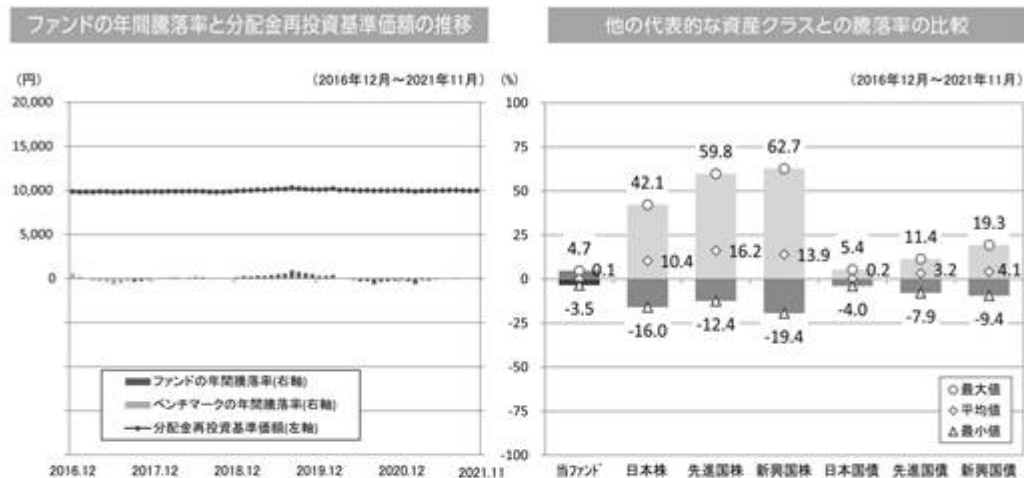 ファンドの年間騰落率と分配金再投資基準価額の推移
(円)
(2016年12月～2021年11月)
20,000
15,000
10,000
5,000
0
ファンドの年間騰落率(右軸)
ベンチマークの年間騰落率(右軸)
分配金再投資基準価額(左軸)
2016.12 2017.12 2018.12 2019.12 2020.12 2021.11
他の代表的な資産クラスとの騰落率の比較
(%)
(2016年12月～2021年11月)
100
75
50
25
0
-25
-50
-75
-100
4.7 42.1 59.8 62.7 5.4 11.4 19.3
0.1 10.4 16.2 13.9 0.2 3.2 4.1
-3.5 -16.0 -12.4 -19.4 -4.0 -7.9 -9.4
最大値
平均値
最小値
当ファンド 日本株 先進国株 新興国株 日本国債 先進国債 新興国債